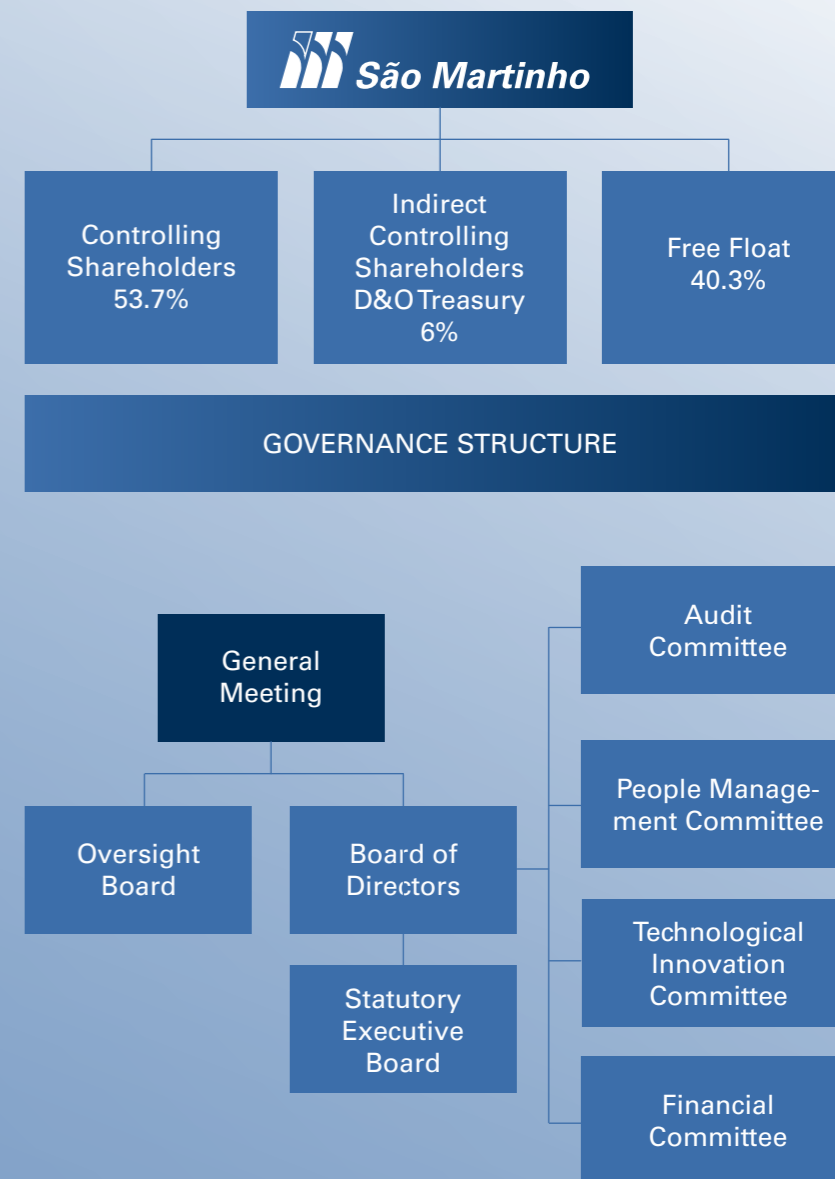 São Martinho
Controlling
Shareholders
53.7%
Indirect
Controlling
Shareholders
D&O Treasury
6%
Free Float
40.3%
GOVERNANCE STRUCTURE
General
Meeting
Oversight
Board
Board of
Directors
Statutory
Executive
Board
Audit
Committee
People Manage-
ment Committee
Technological
Innovation
Committee
Financial
Committee